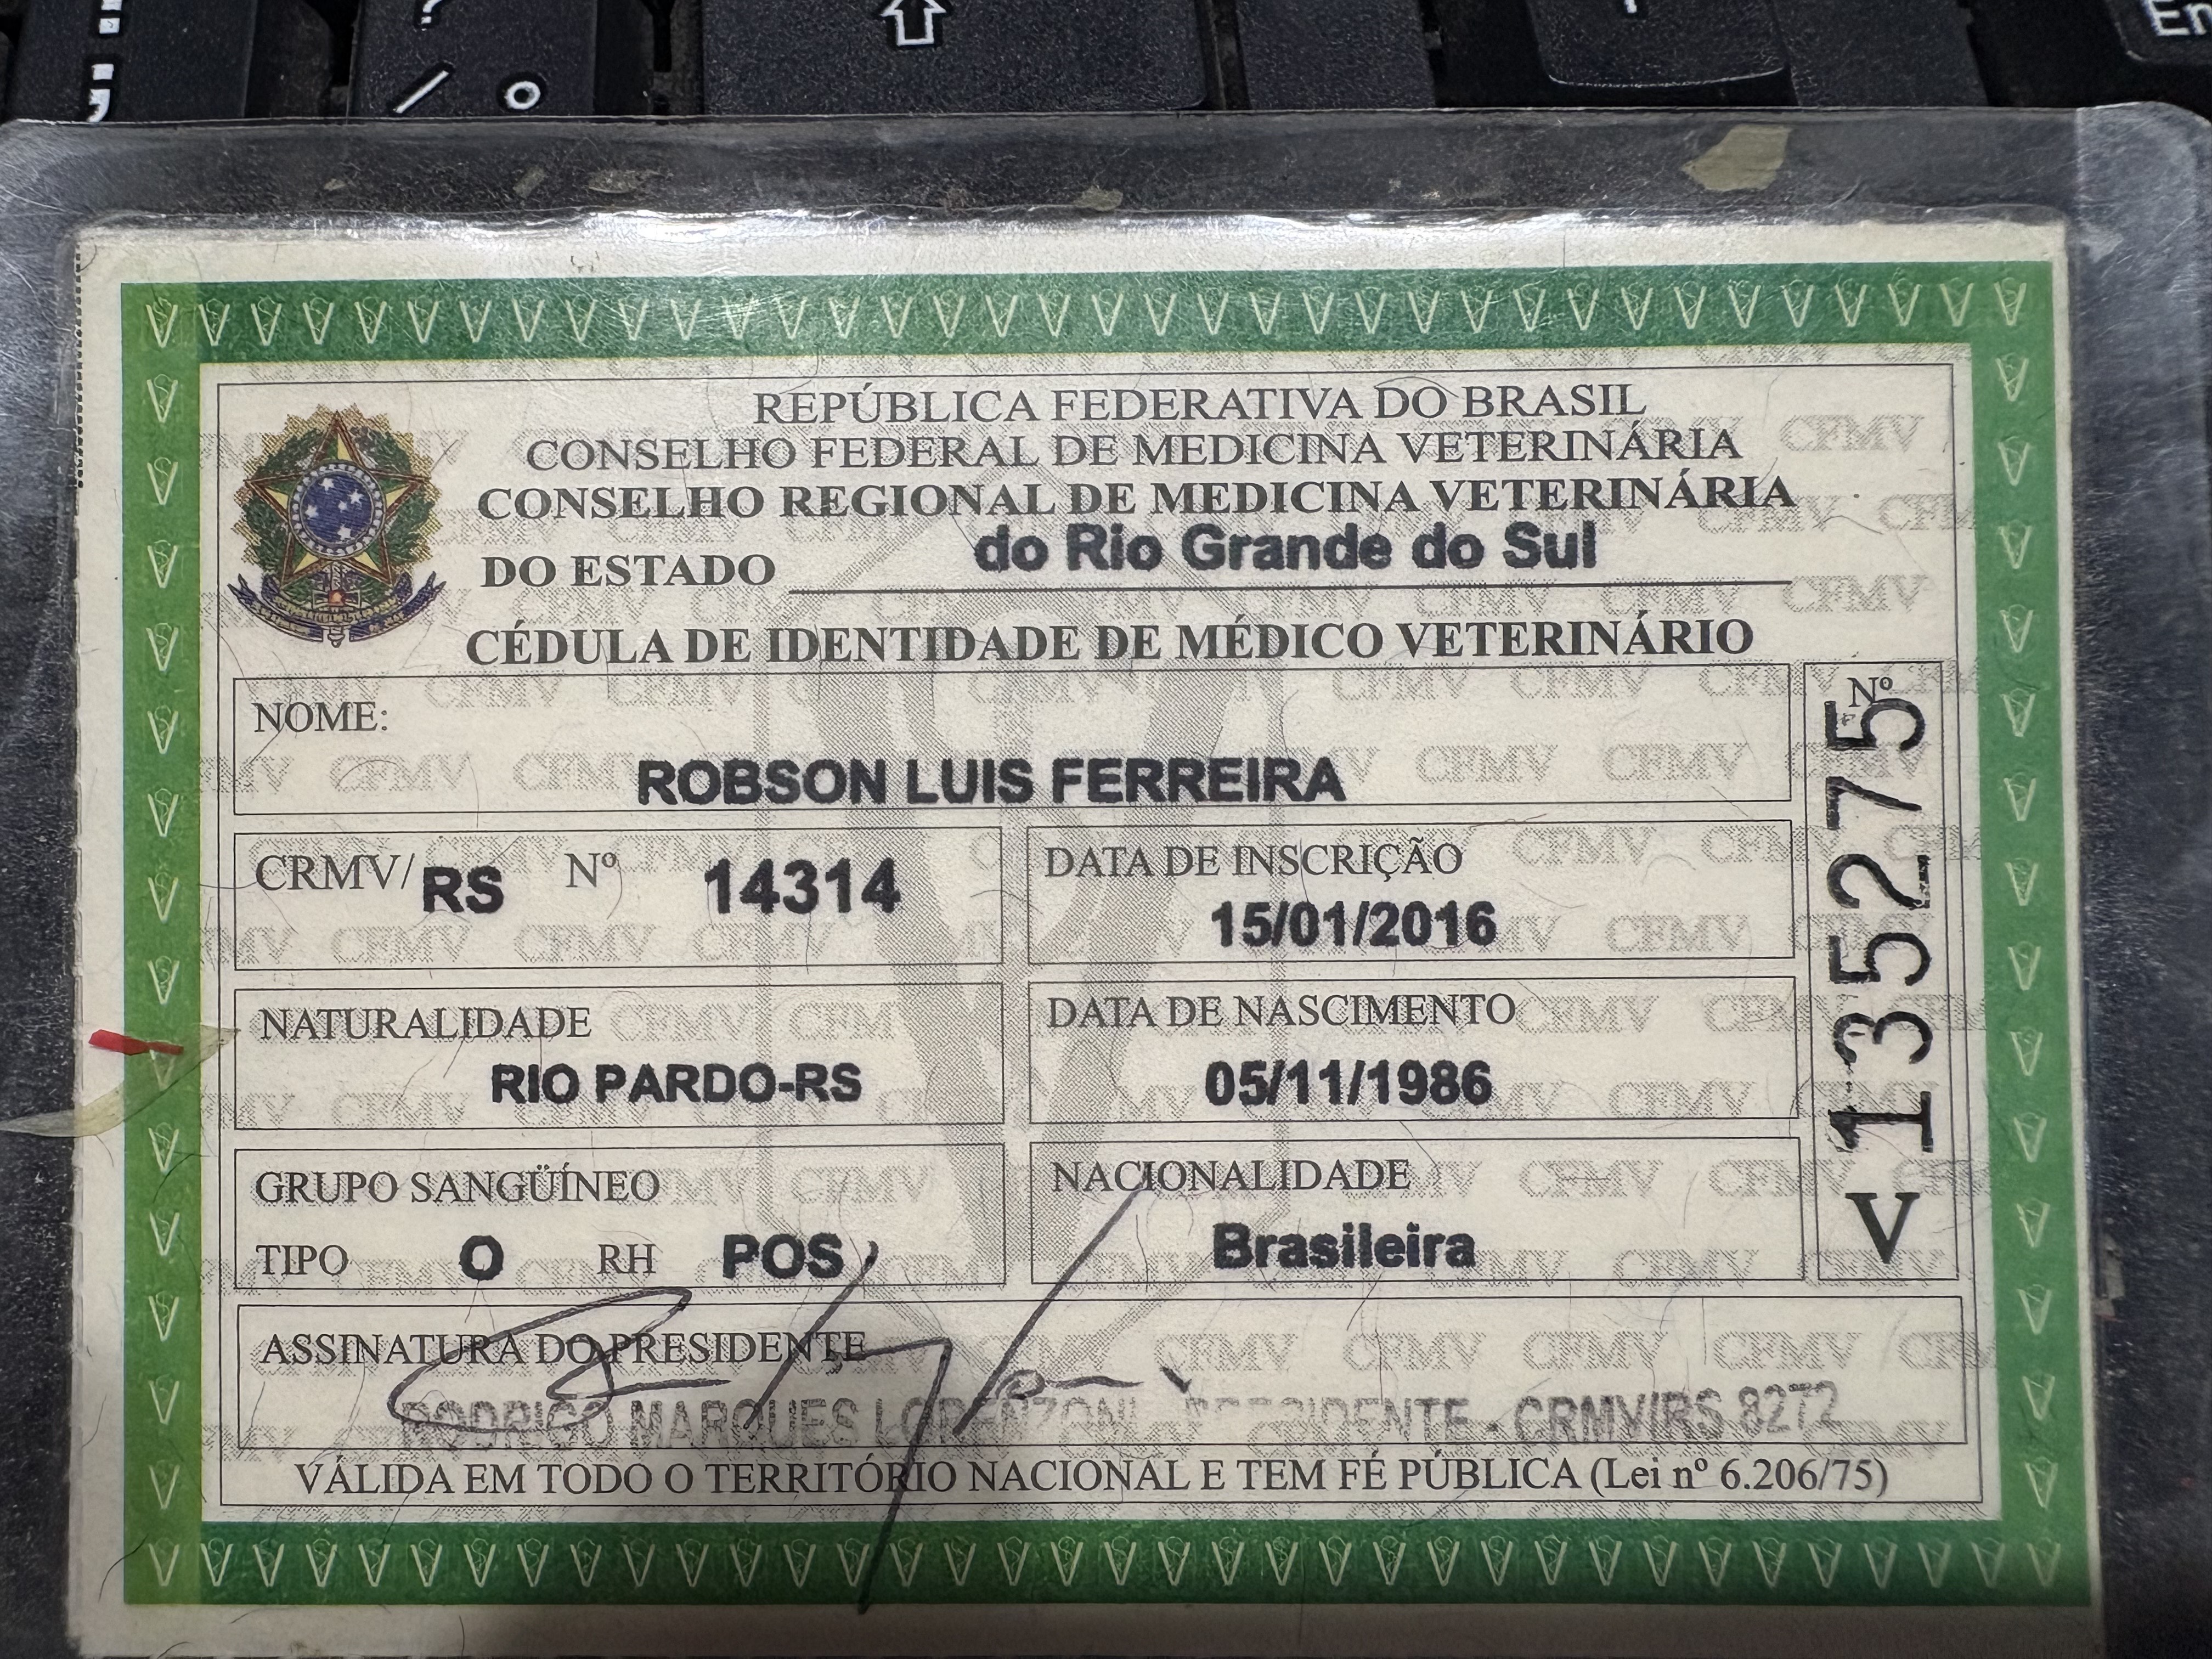 REPÚBLICA FEDERATIVA DO BRASIL
CONSELHO FEDERAL DE MEDICINA VETERINÁRIA
CONSELHO REGIONAL DE MEDICINA VETERINÁRIA
DO ESTADO do Rio Grande do Sul
CÉDULA DE IDENTIDADE DE MÉDICO VETERINÁRIO
NOME:
ROBSON LUIS FERREIRA
CRMV/ RS Nº 14314
DATA DE INSCRIÇÃO
15/01/2016
NATURALIDADE
RIO PARDO-RS
DATA DE NASCIMENTO
05/11/1986
GRUPO SANGÜÍNEO
TIPO O RH POS
NACIONALIDADE
Brasileira
Nº
V 135275
ASSINATURA DO PRESIDENTE
RODRIGO MARQUES LORENZONI PRESIDENTE - CRMV/RS 8272
VÁLIDA EM TODO O TERRITÓRIO NACIONAL E TEM FÉ PÚBLICA (Lei nº 6.206/75)